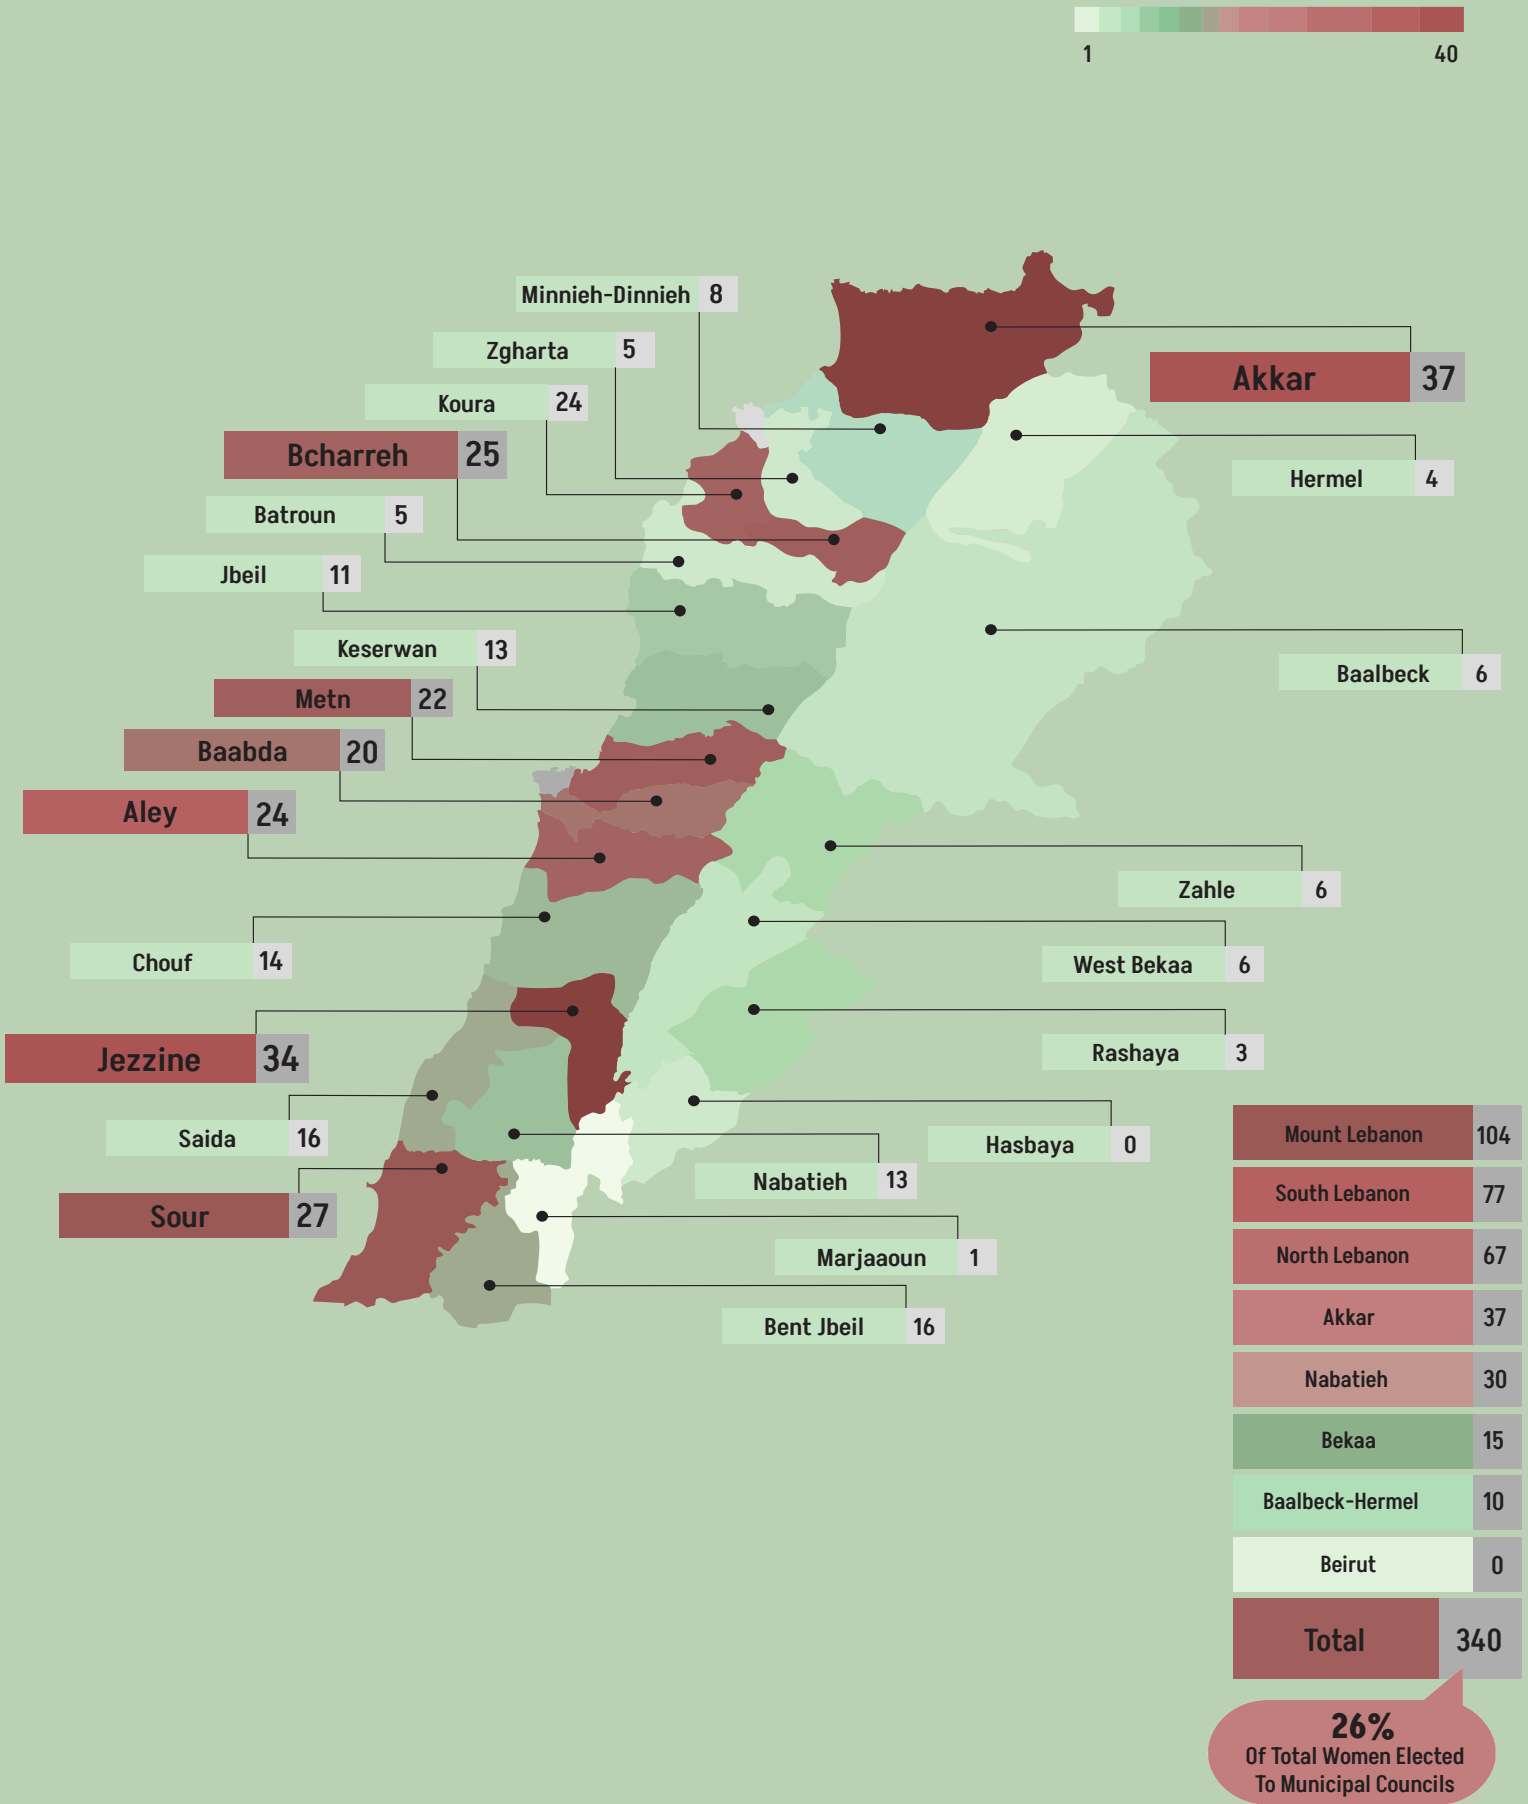 1
40
Minnieh-Dinnieh 8
Zgharta 5
Akkar 37
Koura 24
Bcharreh 25
Hermel 4
Batroun 5
Jbeil 11
Keserwan 13
Baalbeck 6
Metn 22
Baabda 20
Aley 24
Zahle 6
Chouf 14
West Bekaa 6
Jezzine 34
Rashaya 3
Saida 16
Hasbaya 0
Nabatieh 13
Sour 27
Marjaaoun 1
Bent Jbeil 16
Mount Lebanon 104
South Lebanon 77
North Lebanon 67
Akkar 37
Nabatieh 30
Bekaa 15
Baalbeck-Hermel 10
Beirut 0
Total 340
26%
Of Total Women Elected
To Municipal Councils